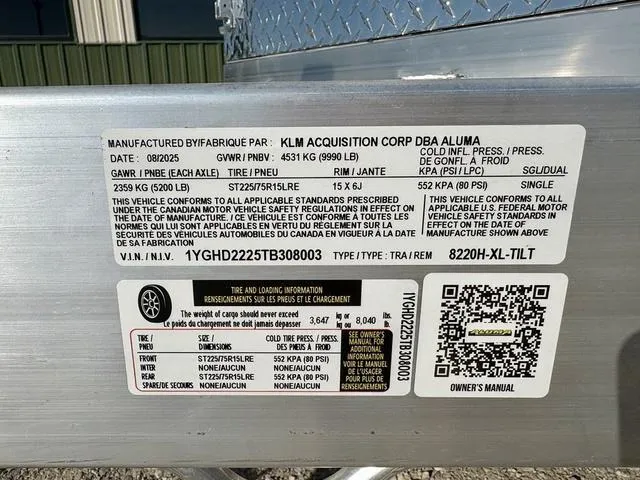 MANUFACTURED BY/FABRIQUÉ PAR : KLM ACQUISITION CORP DBA ALUMA
DATE : 08/2025 GVWR / PNBV : 4531 KG (9990 LB)
COLD INFL. PRESS. / PRESS. DE GONFL. À FROID
GAWR / PNBE (EACH AXLE) TIRE / PNEU RIM / JANTE KPA (PSI / LPC) SGL/DUAL
2359 KG (5200 LB) ST225/75R15LRE 15 X 6J 552 KPA (80 PSI) SINGLE
THIS VEHICLE CONFORMS TO ALL APPLICABLE STANDARDS PRESCRIBED
UNDER THE CANADIAN MOTOR VEHICLE SAFETY REGULATIONS IN EFFECT ON
THE DATE OF MANUFACTURE. / CE VÉHICULE EST CONFORME À TOUTES LES
NORMES QUI LUI SONT APPLICABLES EN VERTU DU RÈGLEMENT SUR LA
SÉCURITÉ DES VÉHICULES AUTOMOBILES DU CANADA EN VIGUEUR À LA DATE
DE SA FABRICATION
THIS VEHICLE CONFORMS TO ALL
APPLICABLE U.S. FEDERAL MOTOR
VEHICLE SAFETY STANDARDS IN
EFFECT ON THE DATE OF
MANUFACTURE SHOWN ABOVE
V.I.N. / N.I.V. 1YGHD2225TB308003 TYPE / TYPE : TRA / REM 8220H-XL-TILT
TIRE AND LOADING INFORMATION
RENSEIGNEMENTS SUR LES PNEUS ET LE CHARGEMENT
The weight of cargo should never exceed
Le poids du chargement ne doit jamais dépasser 3,647 kg or/ou 8,040 lbs.
TIRE / PNEU SIZE / DIMENSIONS COLD TIRE PRESS. / PRESS. DES PNEUS À FROID
FRONT ST225/75R15LRE 552 KPA (80 PSI)
INTER NONE/AUCUN NONE/AUCUN
REAR ST225/75R15LRE 552 KPA (80 PSI)
SPARE/DE SECOURS NONE/AUCUN NONE/AUCUN
SEE OWNER'S
MANUAL FOR
ADDITIONAL
INFORMATION
VOIR LE MANUEL
DE L'USAGER
POUR PLUS DE
RENSEIGNEMENTS
1YGHD2225TB308003
ALUMA
OWNER'S MANUAL